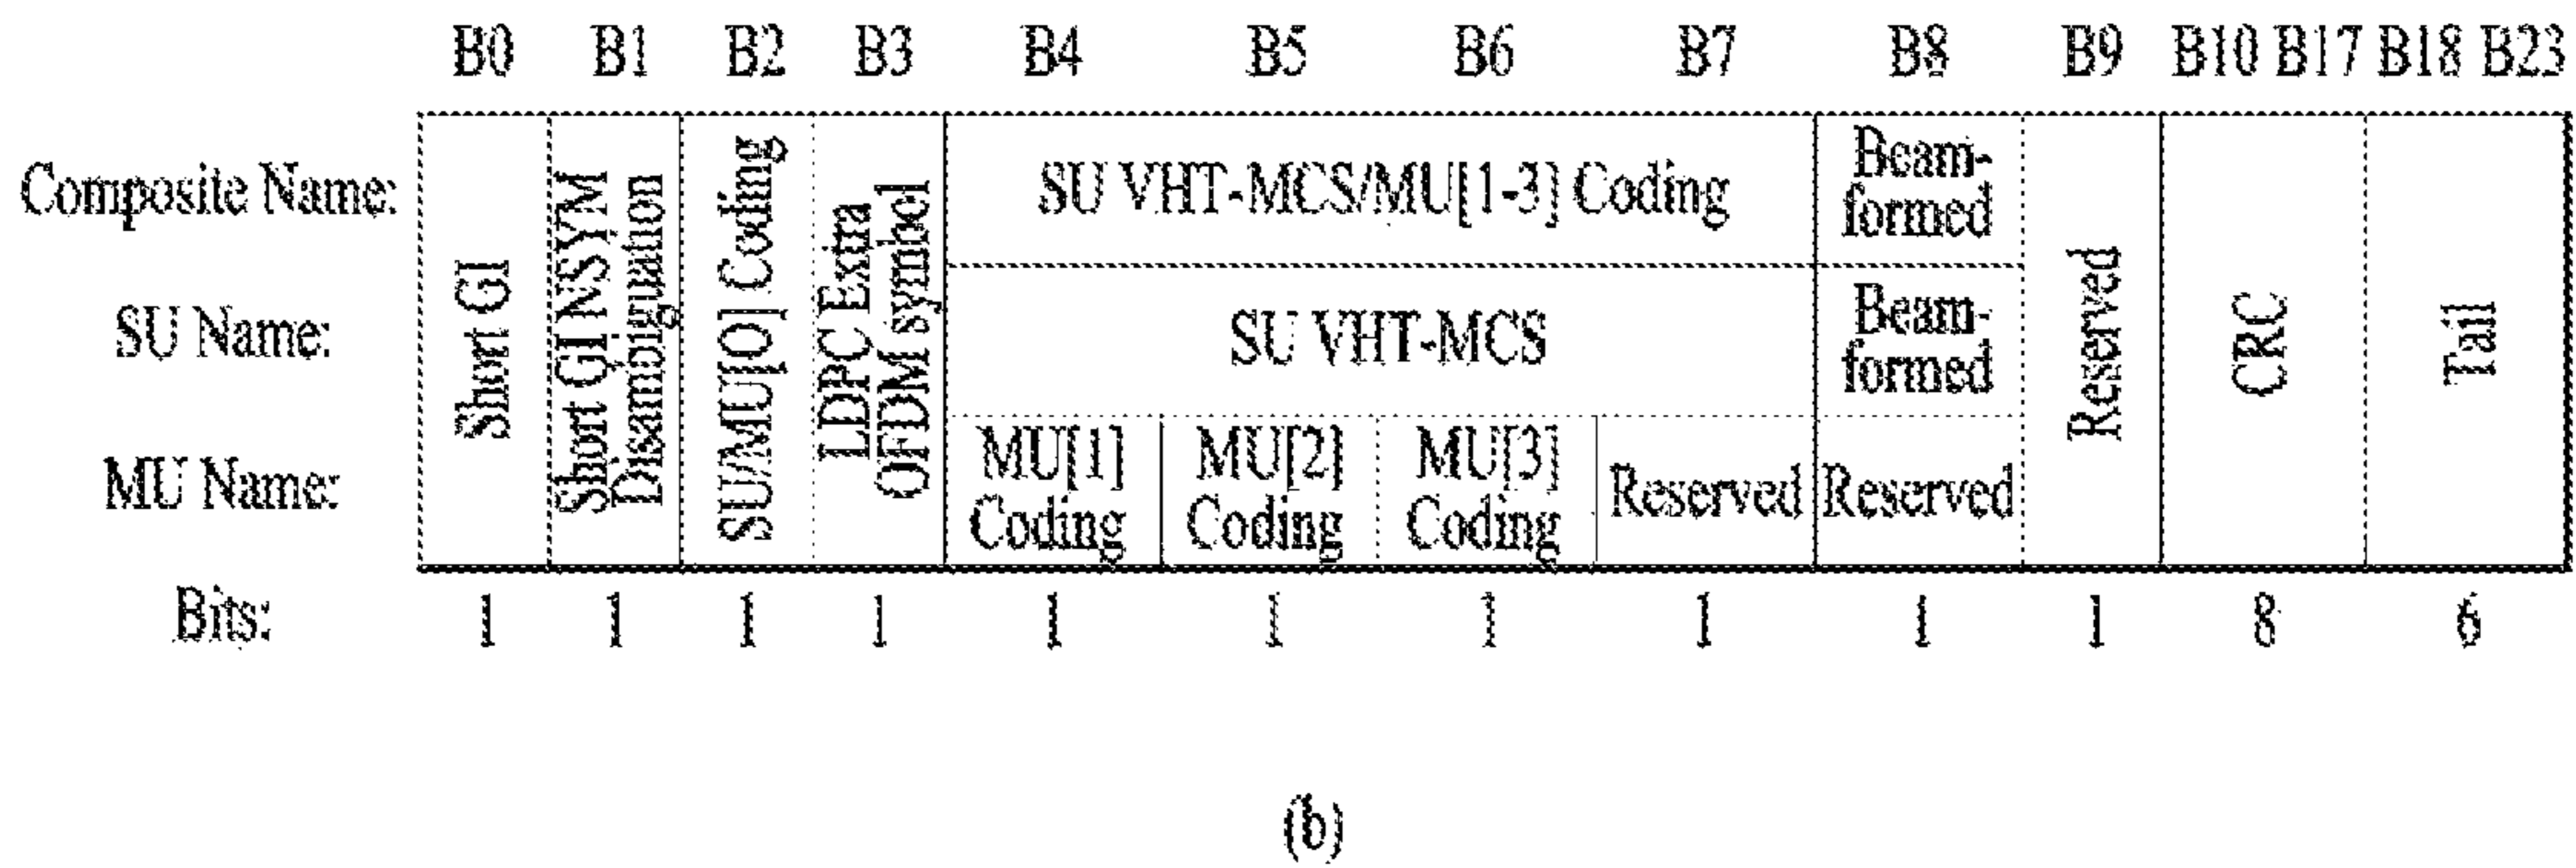 B0 B1 B2 B3 B4 B5 B6 B7 B8 B9 B10 B17 B18 B23
Composite Name:
SU Name:
MU Name:
Short GI
Short GI NSYM
Disambiguation
SU/MU[O] Coding
LDPC Extra
OFDM symbol
SU VHT-MCS/MU[1-3] Coding
Beam-
formed
SU VHT-MCS
Beam-
formed
MU[1]
Coding
MU[2]
Coding
MU[3]
Coding
Reserved
Reserved
Reserved
CRC
Tail
Bits: 1 1 1 1 1 1 1 1 1 1 8 6
(b)